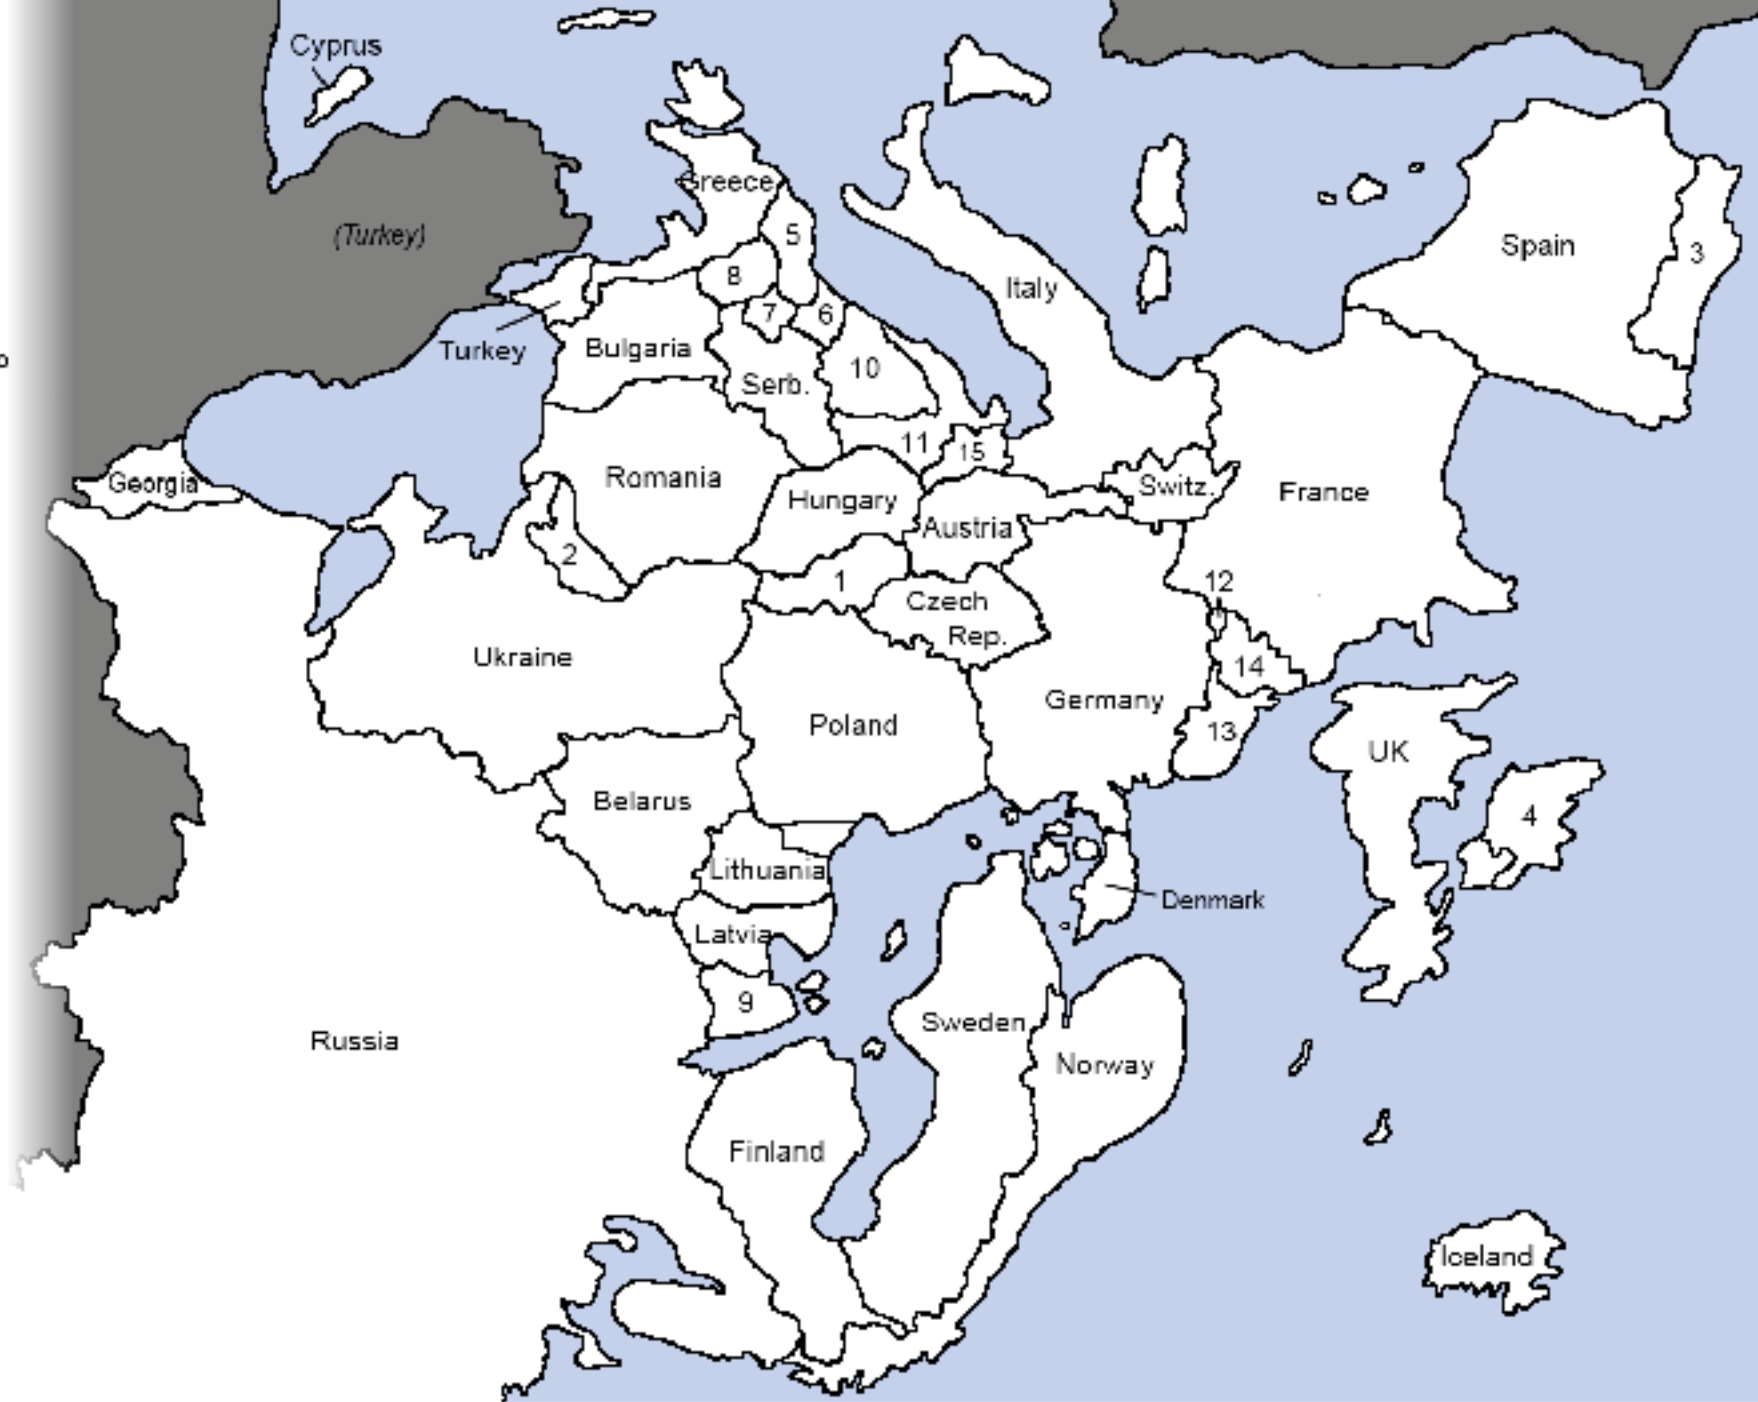 Cyprus
Greece
(Turkey)
5
Spain
3
8
Italy
7
6
Turkey
Bulgaria
10
Serb.
11
15
Georgia
Romania
Hungary
Switz.
France
Austria
2
1
12
Czech
Rep.
Ukraine
14
Germany
Poland
13
UK
Belarus
4
Lithuania
Denmark
Latvia
9
Sweden
Russia
Norway
Finland
Iceland